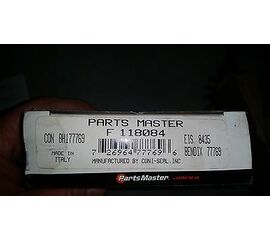 PARTS MASTER
F 118084
CON BH177769
EIS 8435
7 26964 77769 6
MADE IN
ITALY
BENDIX 77769
MANUFACTURED BY CONI-SEAL, INC.
PartsMaster